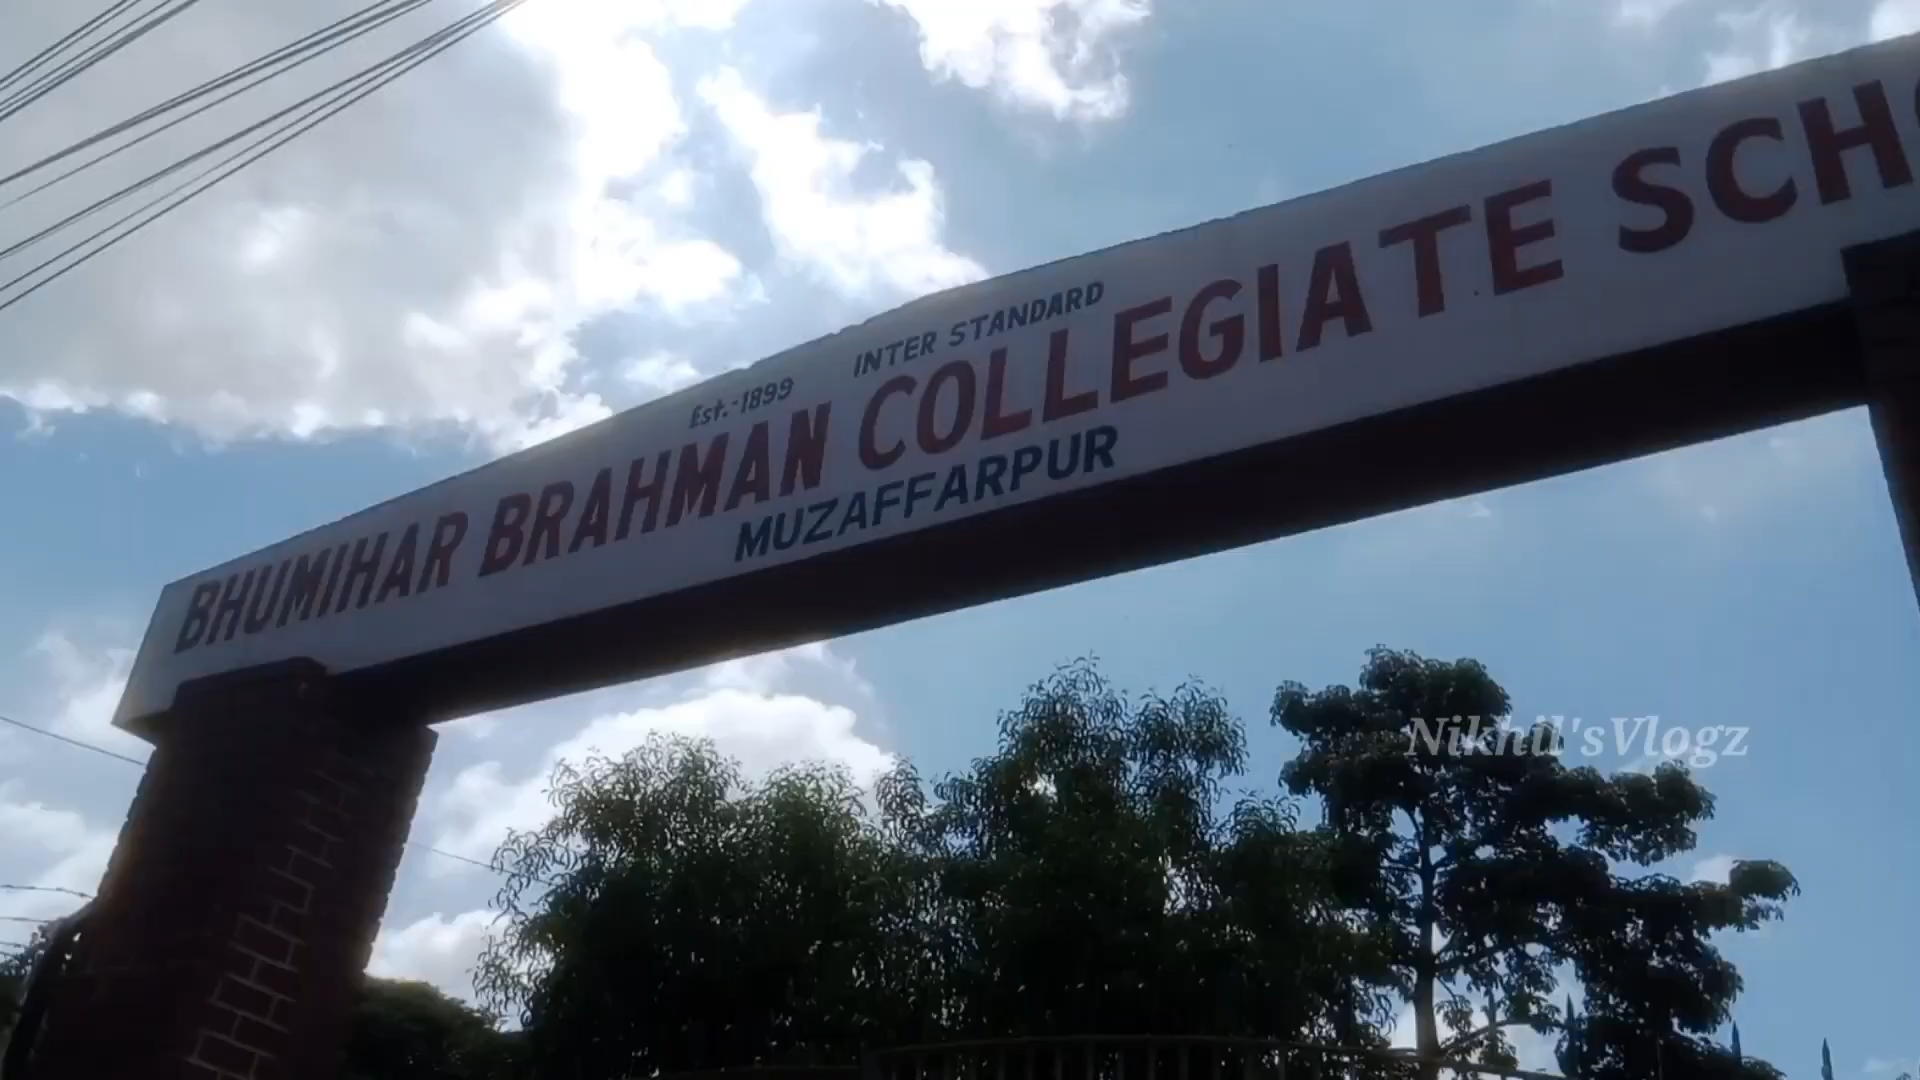 Est.-1899 INTER STANDARD
BHUMIHAR BRAHMAN COLLEGIATE SCH
MUZAFFARPUR
Nikhil'sVlogz